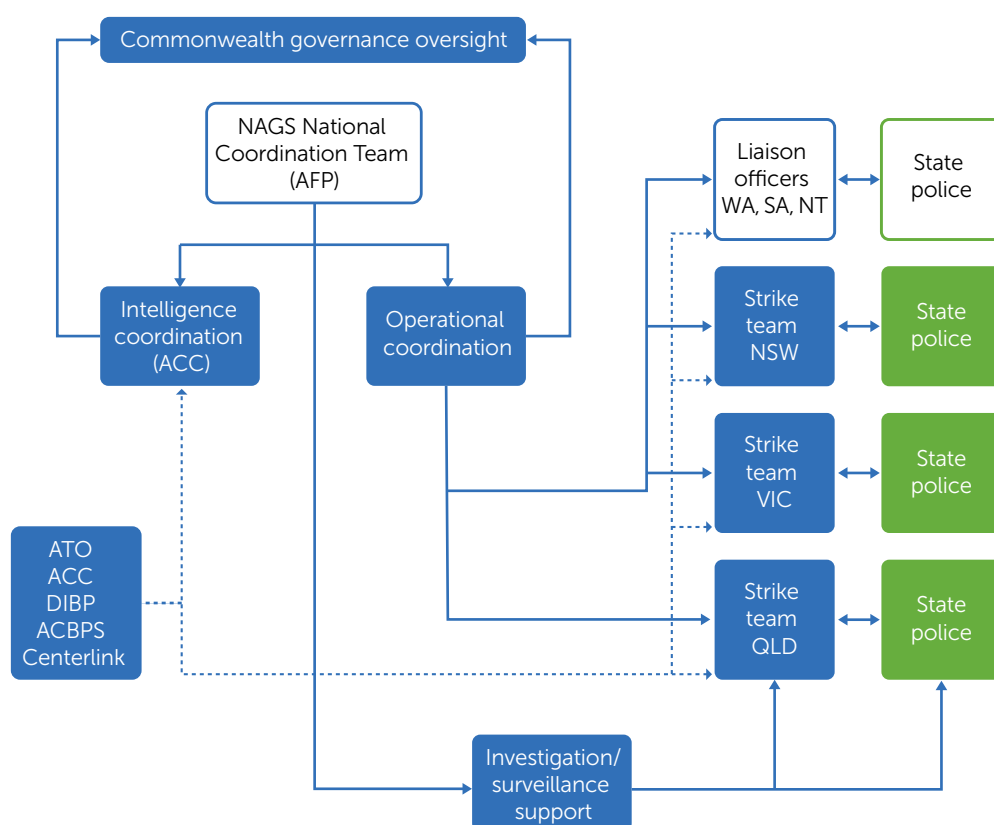 Commonwealth governance oversight
NAGS National
Coordination Team
(AFP)
Liaison
officers
WA, SA, NT
State
police
Intelligence
coordination
(ACC)
Operational
coordination
Strike
team
NSW
State
police
Strike
team
VIC
State
police
ATO
ACC
DIBP
ACBPS
Centerlink
Strike
team
QLD
State
police
Investigation/
surveillance
support